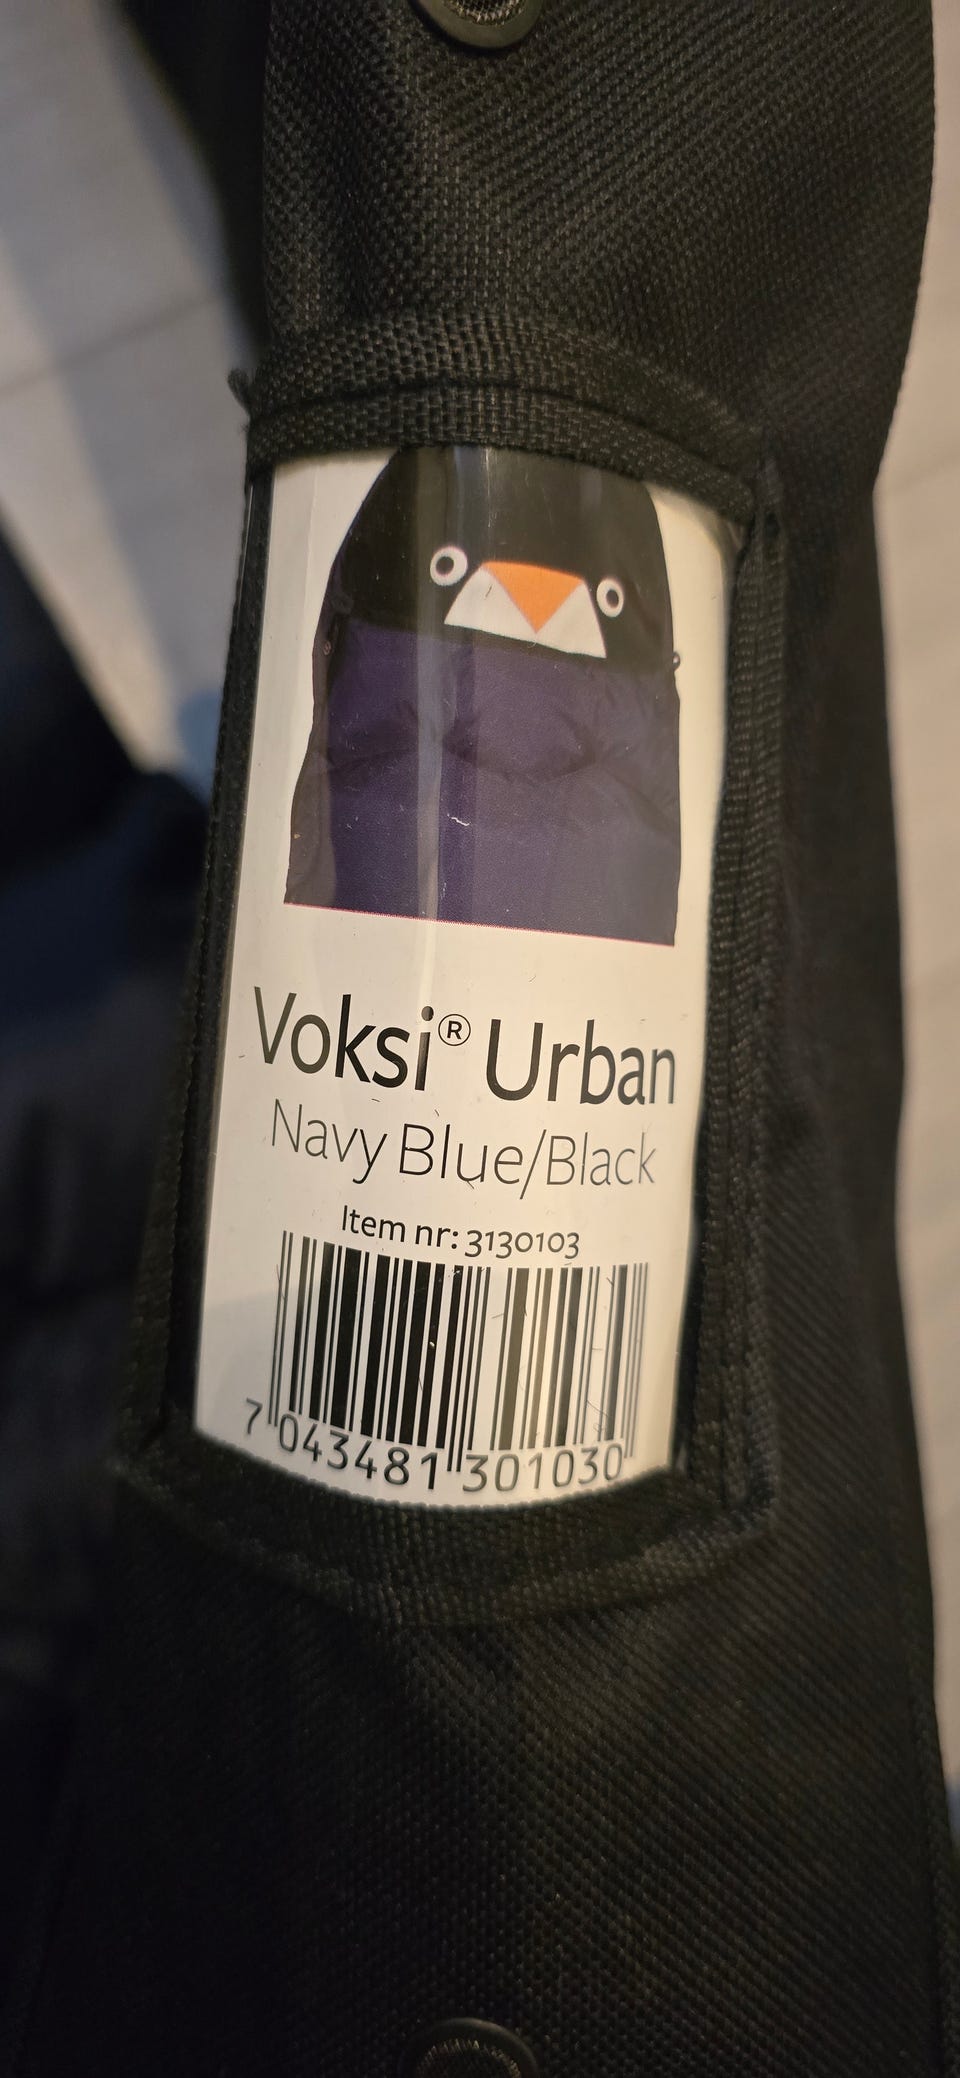 Voksi® Urban
Navy Blue/Black
Item nr: 3130103
7 043481 301030